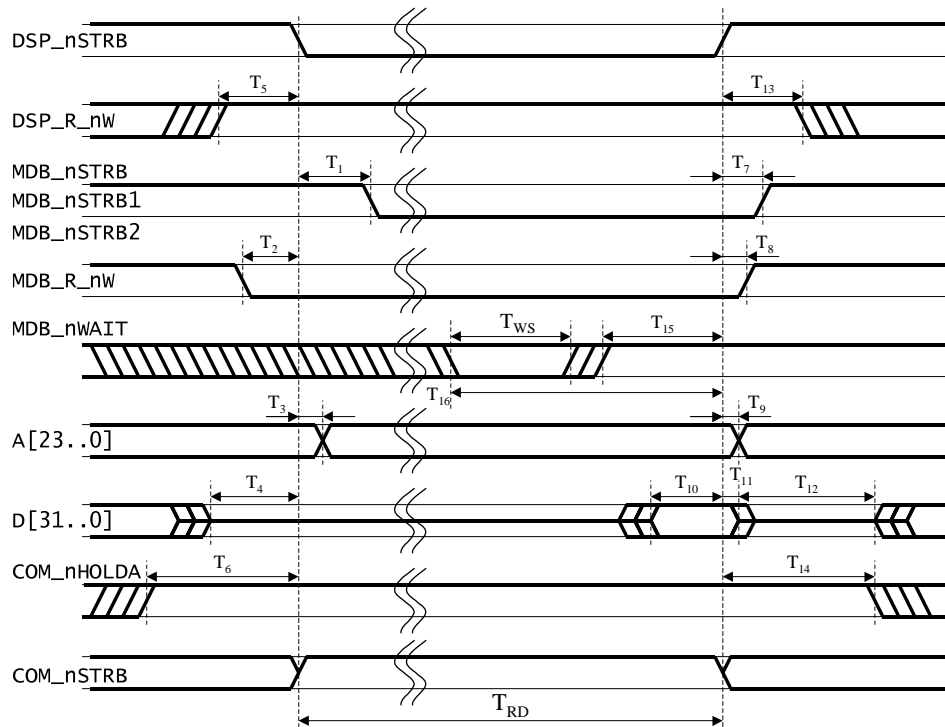 DSP_nSTRB
T5
T13
DSP_R_nW
MDB_nSTRB
T1
T7
MDB_nSTRB1
MDB_nSTRB2
T2
T8
MDB_R_nW
MDB_nWAIT
TWS
T15
T16
T3
T9
A[23..0]
T4
T10
T11
T12
D[31..0]
COM_nHOLDA
T6
T14
COM_nSTRB
TRD